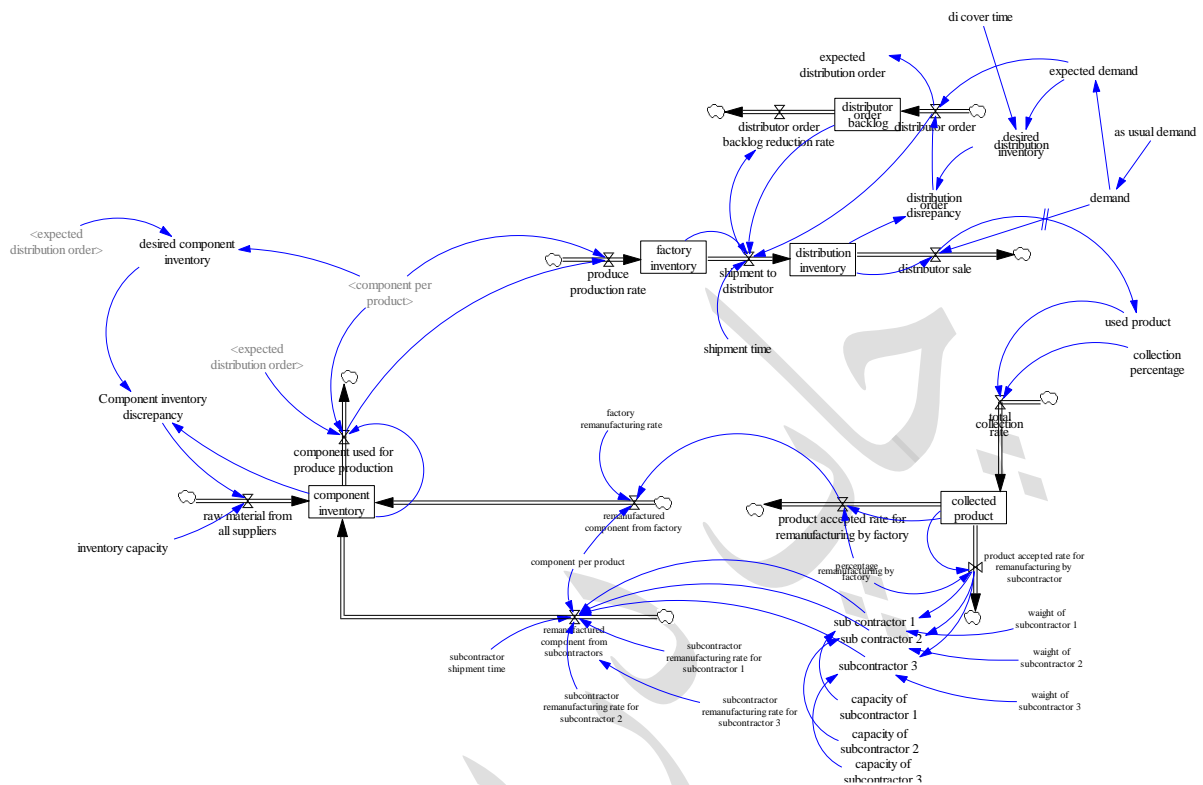 di cover time
expected
distribution order
expected demand
distributor
order
backlog
distributor order
distributor order
backlog reduction rate
desired
distribution
inventory
as usual demand
distribution
order
disrepancy
demand
<expected
distribution order>
desired component
inventory
<component per
product>
produce
production rate
factory
inventory
shipment to
distributor
distribution
inventory
distributor sale
shipment time
used product
collection
percentage
<expected
distribution order>
Component inventory
discrepancy
total
collection
rate
factory
remanufacturing rate
component used for
produce production
component
inventory
raw material from
all suppliers
inventory capacity
remanufactured
component from factory
product accepted rate for
remanufacturing by factory
collected
product
component per product
percentage
remanufacturing by
factory
product accepted rate for
remanufacturing by
subcontractor
remanufactured
component from
subcontractors
subcontractor
shipment time
subcontractor
remanufacturing rate for
subcontractor 1
subcontractor
remanufacturing rate for
subcontractor 2
subcontractor
remanufacturing rate for
subcontractor 3
sub contractor 1
sub contractor 2
subcontractor 3
waight of
subcontractor 1
waight of
subcontractor 2
waight of
subcontractor 3
capacity of
subcontractor 1
capacity of
subcontractor 2
capacity of
subcontractor 3